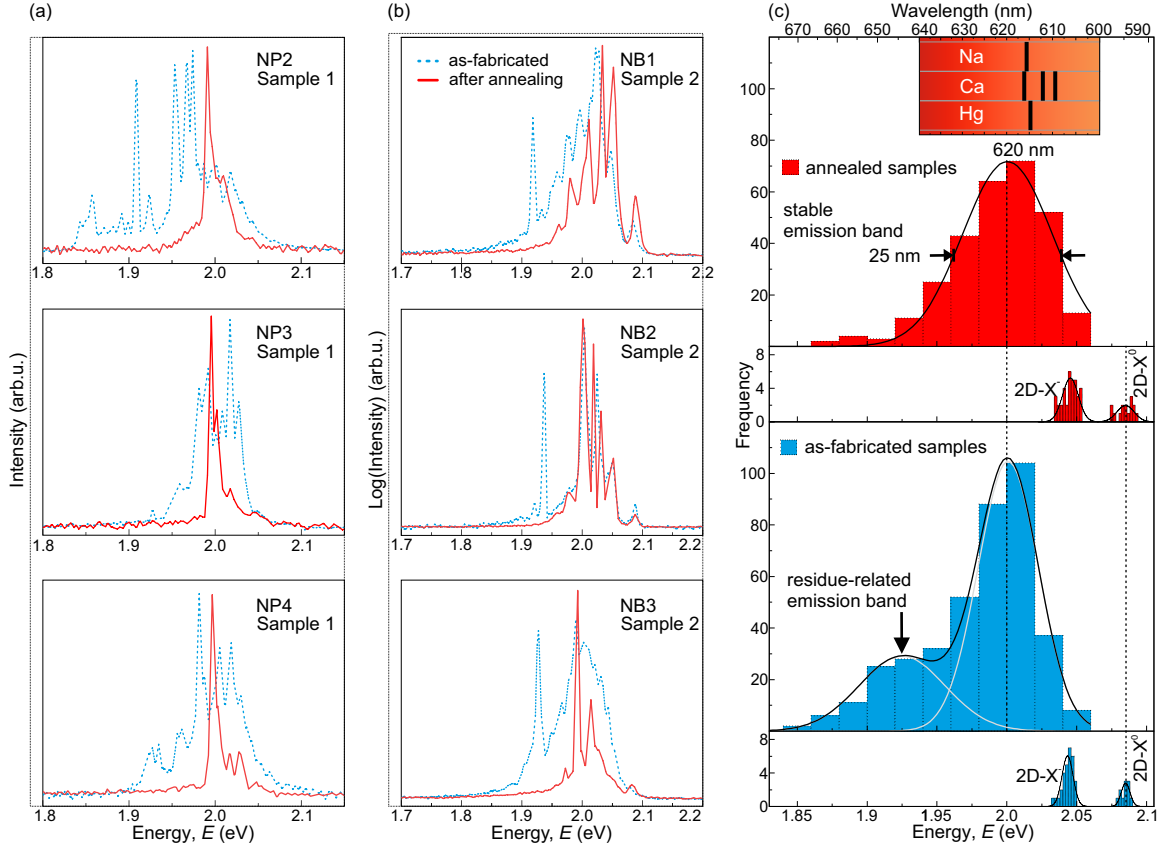 (a)
NP2
Sample 1
1.8 1.9 2.0 2.1
NP3
Sample 1
1.8 1.9 2.0 2.1
NP4
Sample 1
1.8 1.9 2.0 2.1
Intensity (arb.u.)
Energy, E (eV)
(b)
as-fabricated
after annealing
NB1
Sample 2
1.7 1.8 1.9 2.0 2.1 2.2
NB2
Sample 2
1.7 1.8 1.9 2.0 2.1 2.2
NB3
Sample 2
1.7 1.8 1.9 2.0 2.1 2.2
Log(Intensity) (arb.u.)
Energy, E (eV)
(c)
Wavelength (nm)
670 660 650 640 630 620 610 600 590
Na
Ca
Hg
620 nm
annealed samples
stable
emission band
25 nm
100
80
60
40
20
8
4
0
2D-X⁻
2D-X⁰
Frequency
as-fabricated samples
residue-related
emission band
100
80
60
40
20
8
4
0
2D-X⁻
2D-X⁰
1.85 1.90 1.95 2.00 2.05 2.10
Energy, E (eV)